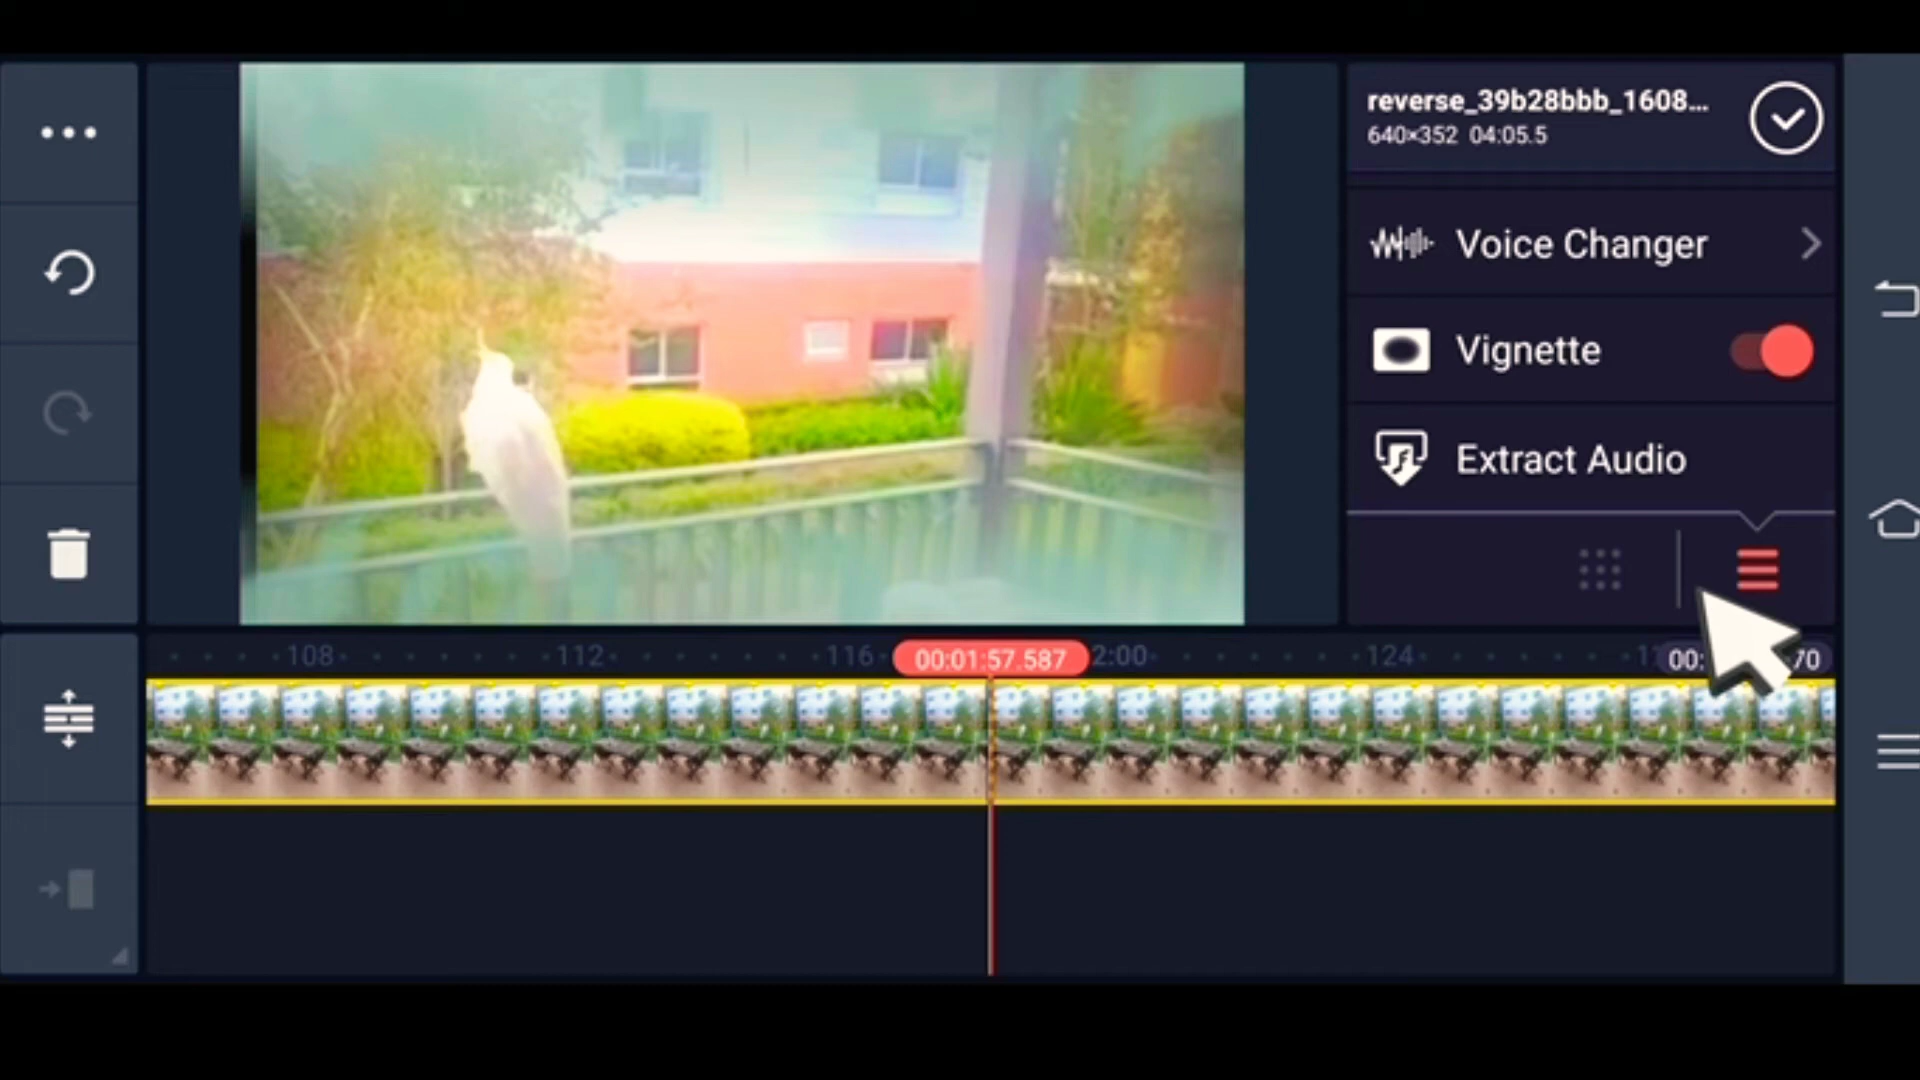 reverse_39b28bbb_1608...
640×352 04:05.5
Voice Changer
Vignette
Extract Audio
108 112 116 00:01:57.587 2:00 124
00: 70